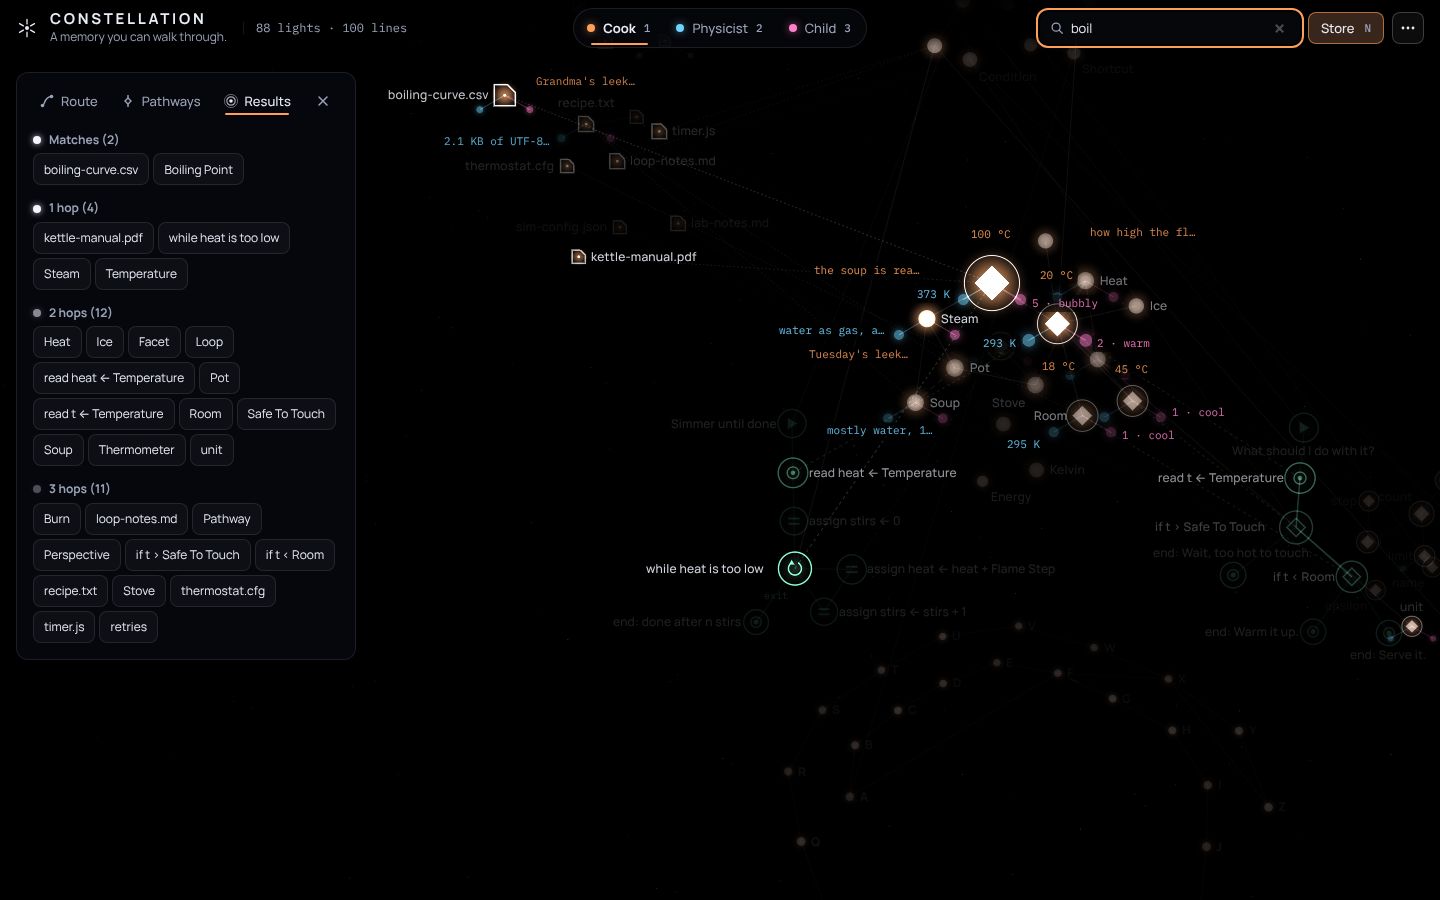 CONSTELLATION
A memory you can walk through.
88 lights · 100 lines
Cook 1
Physicist 2
Child 3
boil
Store N
Route
Pathways
Results
Matches (2)
boiling-curve.csv
Boiling Point
1 hop (4)
kettle-manual.pdf
while heat is too low
Steam
Temperature
2 hops (12)
Heat
Ice
Facet
Loop
read heat ← Temperature
Pot
read t ← Temperature
Room
Safe To Touch
Soup
Thermometer
unit
3 hops (11)
Burn
loop-notes.md
Pathway
Perspective
if t > Safe To Touch
if t < Room
recipe.txt
Stove
thermostat.cfg
timer.js
retries
Condition
Shortcut
Grandma's leek…
boiling-curve.csv
recipe.txt
timer.js
2.1 KB of UTF-8…
thermostat.cfg
loop-notes.md
sim-config.json
lab-notes.md
kettle-manual.pdf
100 °C
how high the fl…
the soup is rea…
20 °C
Heat
373 K
5 · bubbly
Ice
Steam
water as gas, a…
293 K
2 · warm
Tuesday's leek…
Pot
18 °C
45 °C
Soup
Stove
Room
1 · cool
Simmer until done
mostly water, 1…
1 · cool
295 K
What should I do with it?
read heat ← Temperature
Kelvin
read t ← Temperature
Energy
step
count
assign stirs ← 0
if t > Safe To Touch
end: Wait, too hot to touch.
limit
while heat is too low
assign heat ← heat + Flame Step
if t < Room
name
exit
epsilon
unit
assign stirs ← stirs + 1
end: done after n stirs
end: Warm it up.
end: Serve it.
U
V
W
T
E
F
X
D
G
S
C
H
Y
B
R
A
I
Z
Q
J